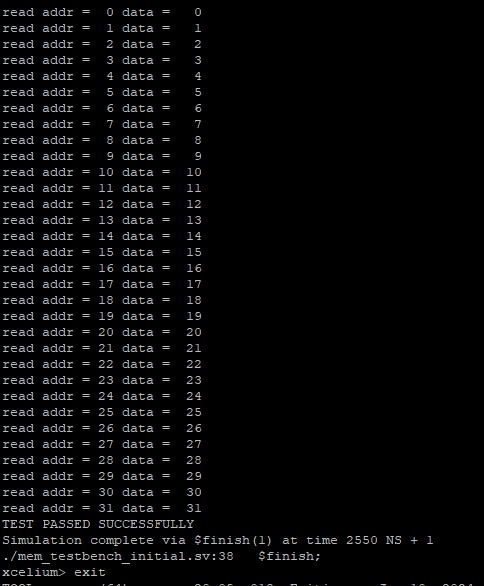 read addr =  0 data =   0
read addr =  1 data =   1
read addr =  2 data =   2
read addr =  3 data =   3
read addr =  4 data =   4
read addr =  5 data =   5
read addr =  6 data =   6
read addr =  7 data =   7
read addr =  8 data =   8
read addr =  9 data =   9
read addr = 10 data =  10
read addr = 11 data =  11
read addr = 12 data =  12
read addr = 13 data =  13
read addr = 14 data =  14
read addr = 15 data =  15
read addr = 16 data =  16
read addr = 17 data =  17
read addr = 18 data =  18
read addr = 19 data =  19
read addr = 20 data =  20
read addr = 21 data =  21
read addr = 22 data =  22
read addr = 23 data =  23
read addr = 24 data =  24
read addr = 25 data =  25
read addr = 26 data =  26
read addr = 27 data =  27
read addr = 28 data =  28
read addr = 29 data =  29
read addr = 30 data =  30
read addr = 31 data =  31
TEST PASSED SUCCESSFULLY
Simulation complete via $finish(1) at time 2550 NS + 1
./mem_testbench_initial.sv:38   $finish;
xcelium> exit